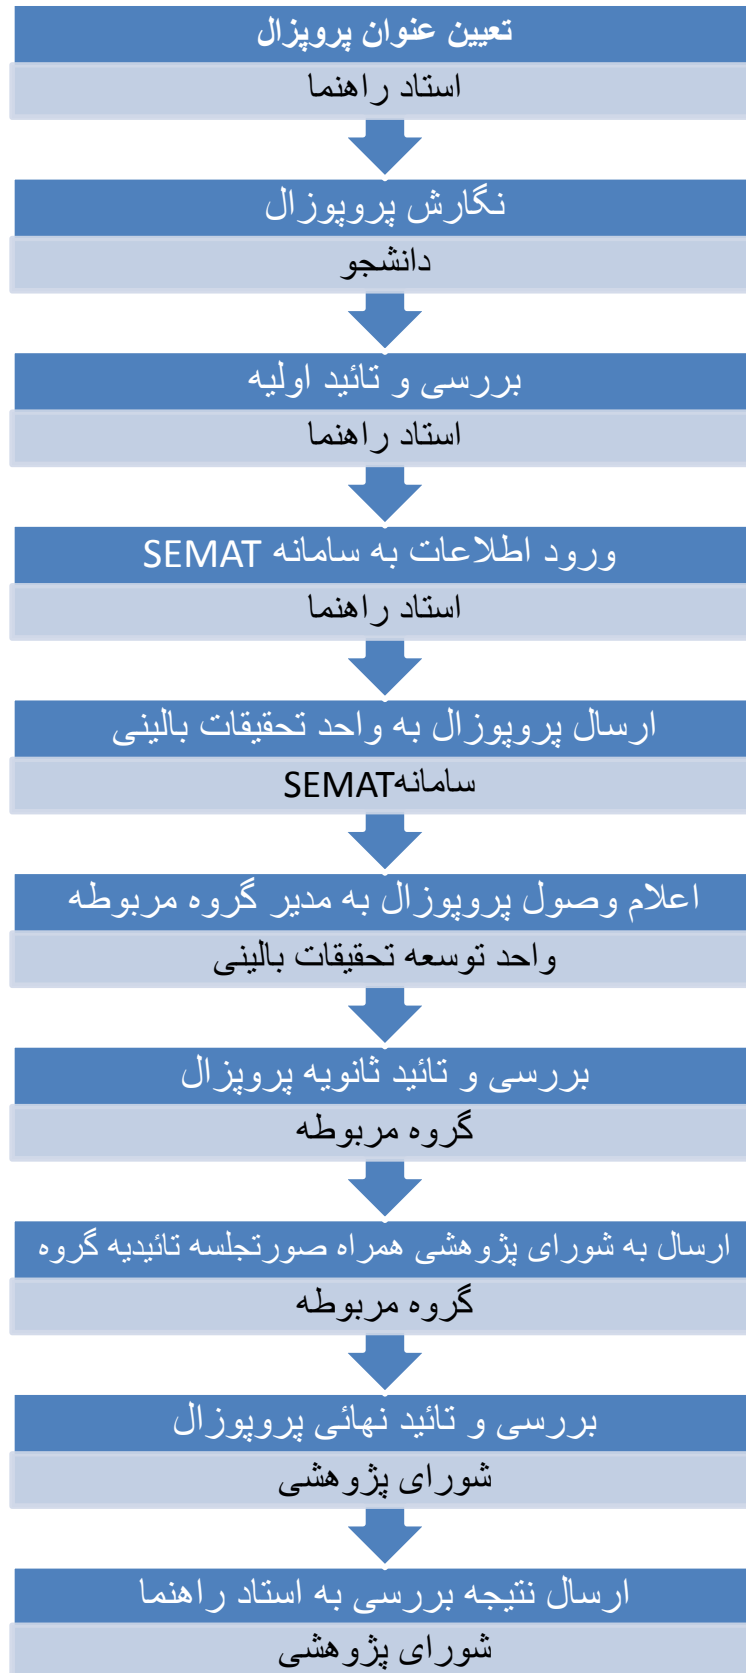 تعیین عنوان پروپزال
استاد راهنما
نگارش پروپوزال
دانشجو
بررسی و تائید اولیه
استاد راهنما
ورود اطلاعات به سامانه SEMAT
استاد راهنما
ارسال پروپوزال به واحد تحقیقات بالینی
سامانهSEMAT
اعلام وصول پروپوزال به مدیر گروه مربوطه
واحد توسعه تحقیقات بالینی
بررسی و تائید ثانویه پروپزال
گروه مربوطه
ارسال به شورای پژوهشی همراه صورتجلسه تائیدیه گروه
گروه مربوطه
بررسی و تائید نهائی پروپوزال
شورای پژوهشی
ارسال نتیجه بررسی به استاد راهنما
شورای پژوهشی